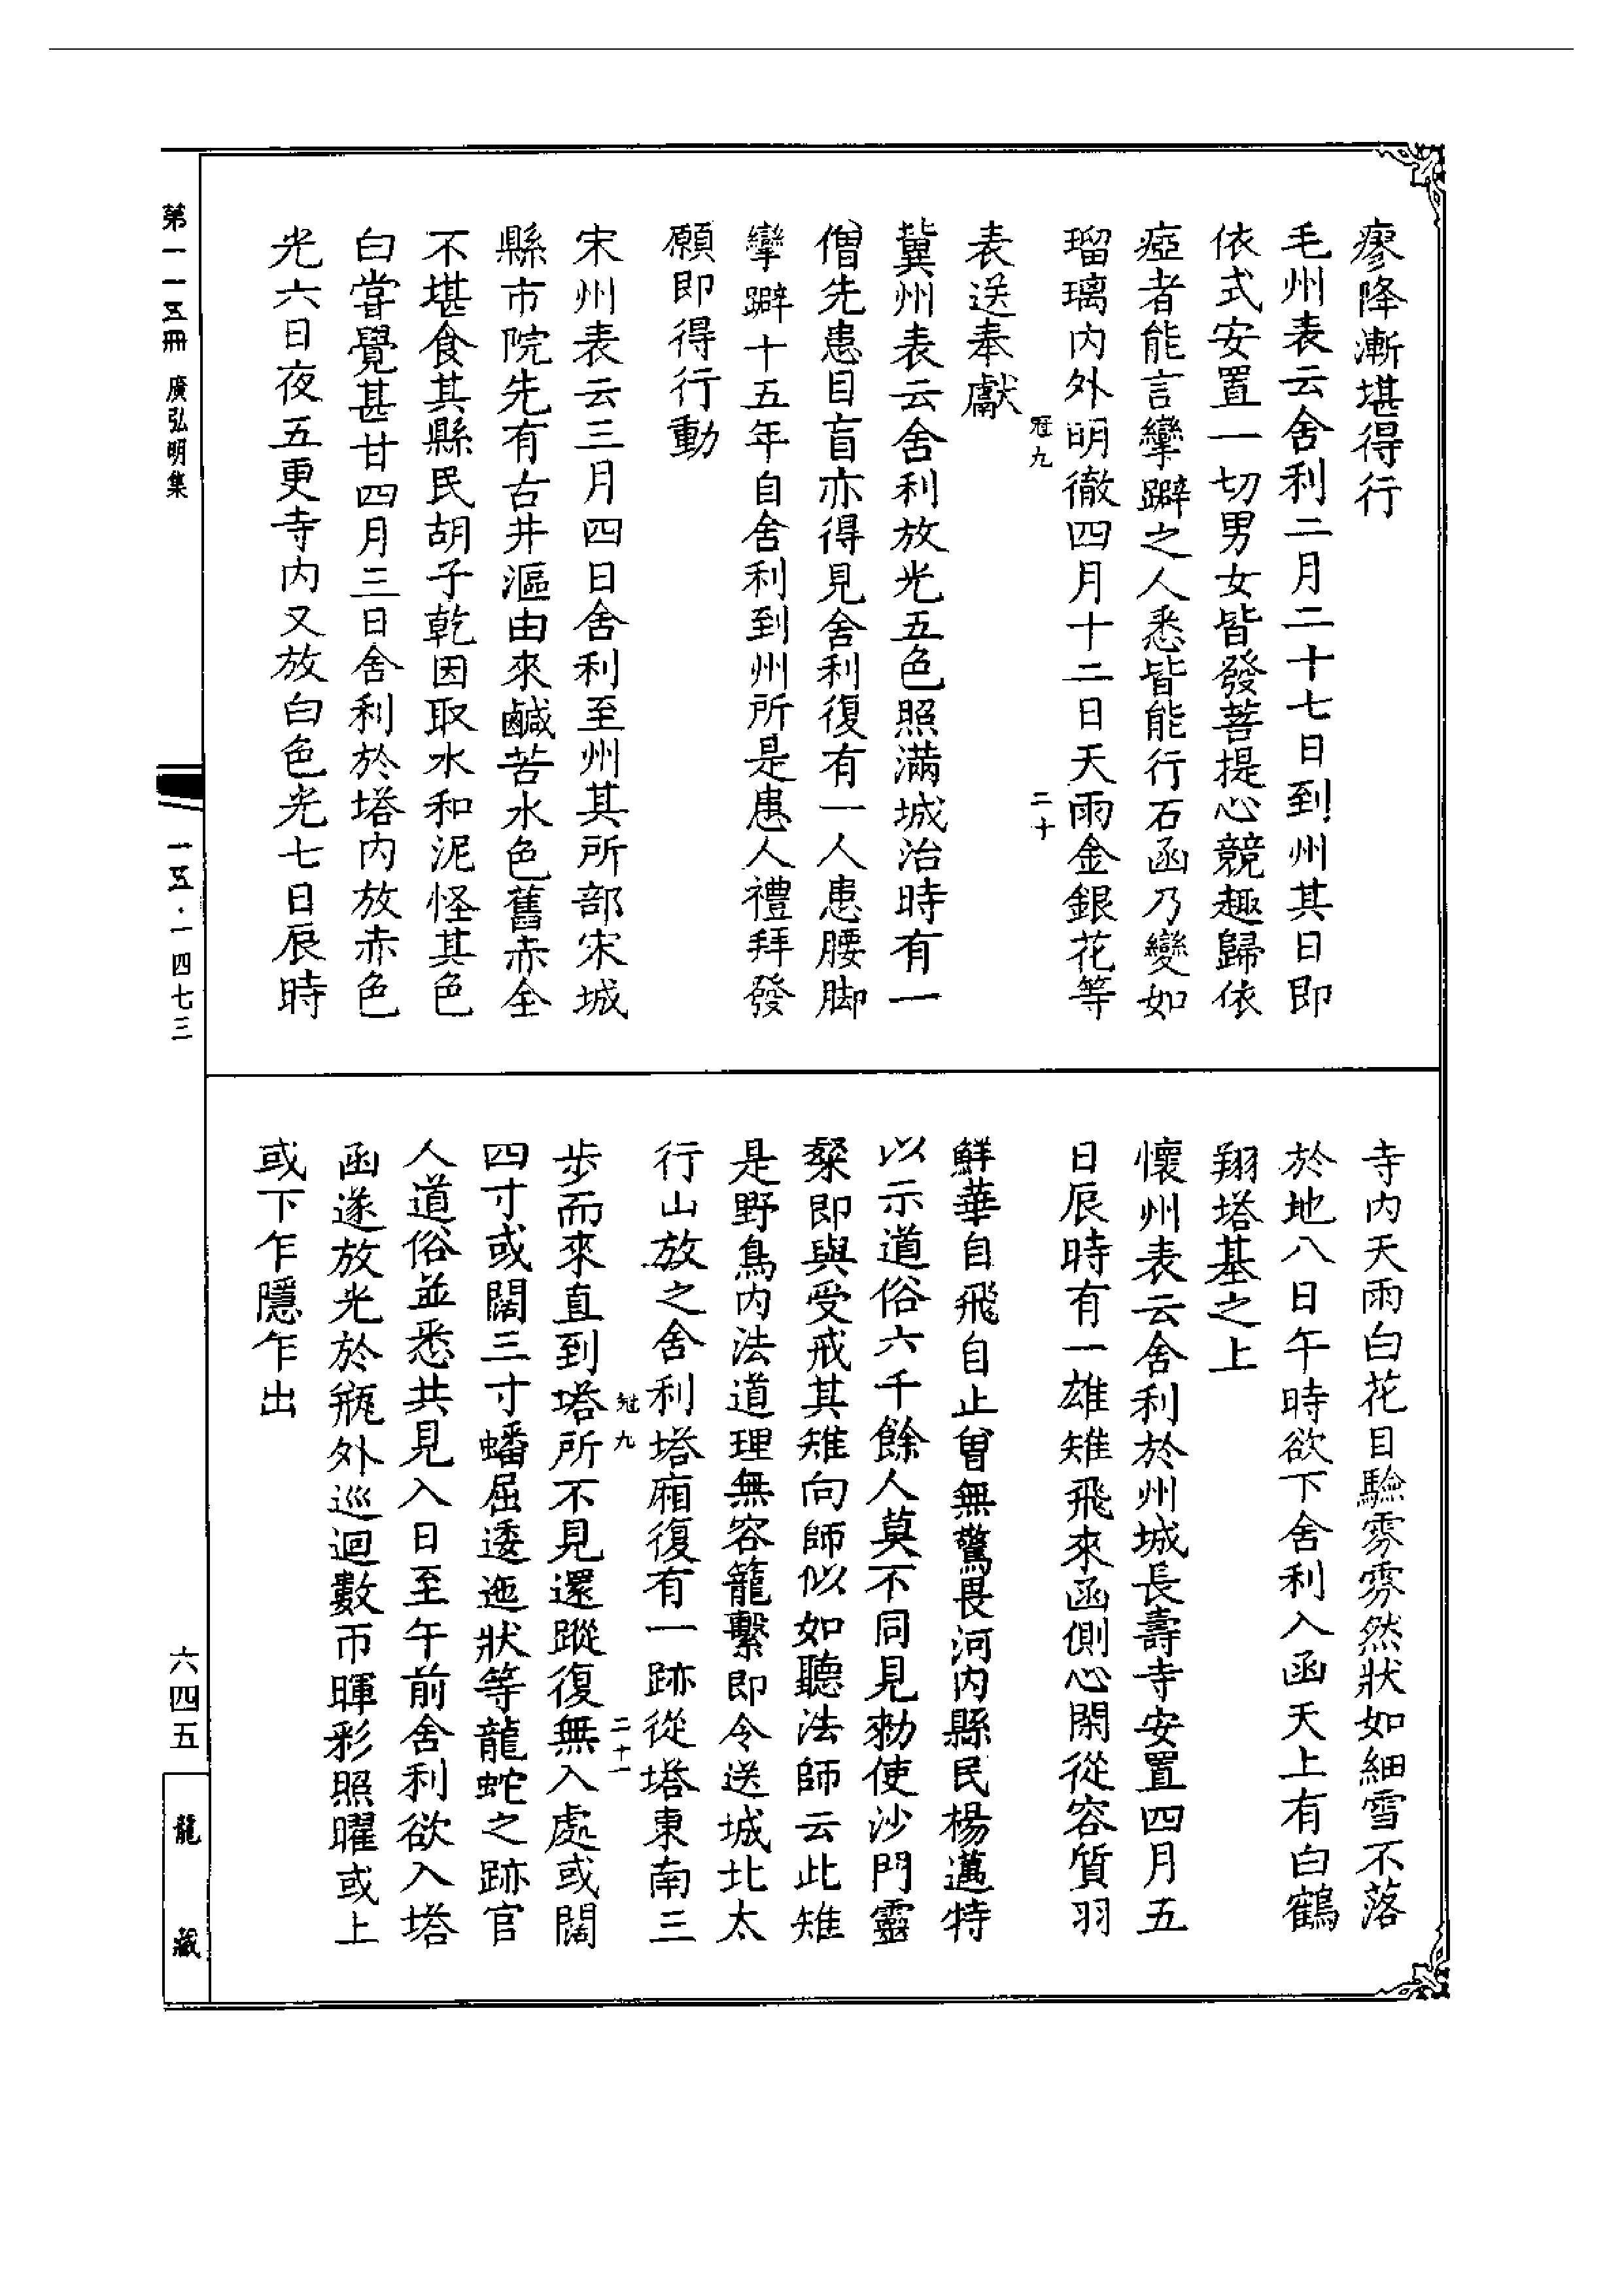 瘳降漸堪得行
毛州表云舍利二月二十七日到州其日即
依式安置一切男女皆發菩提心競趣歸依
瘂者能言攣躃之人悉皆能行石函乃變如
瑠璃内外明徹四月十二日天雨金銀花等
冠九 二十
表送奉獻
冀州表云舍利放光五色照滿城治時有一
僧先患目盲亦得見舍利復有一人患腰脚
攣躃十五年自舍利到州所是患人禮拜發
願即得行動
宋州表云三月四日舍利至州其所部宋城
縣市院先有古井漚由來鹹苦水色舊赤全
不堪食其縣民胡子乾因取水和泥怪其色
白嘗覺甚甘四月三日舍利於塔内放赤色
光六日夜五更寺内又放白色光七日辰時
寺内天雨白花目驗雰雰然狀如細雪不落
於地八日午時欲下舍利入函天上有白鶴
翔塔基之上
懷州表云舍利於州城長壽寺安置四月五
日辰時有一雄雉飛來函側心閑從容質羽
鮮華自飛自止曾無驚畏河内縣民楊邁特
以示道俗六千餘人莫不同見勑使沙門靈
粲即與受戒其雉向師似如聽法師云此雉
是野鳥内法道理無容籠繫即令送城北太
行山放之舍利塔廂復有一跡從塔東南三
冠九 二十一
步而來直到塔所不見還蹤復無入處或闊
四寸或闊三寸蟠屈逶迤狀等龍蛇之跡官
人道俗並悉共見入日至午前舍利欲入塔
函遂放光於瓶外巡迴數帀暉彩照曜或上
或下乍隱乍出
第一一五冊 廣弘明集
一五·一四七三
六四五
龍藏